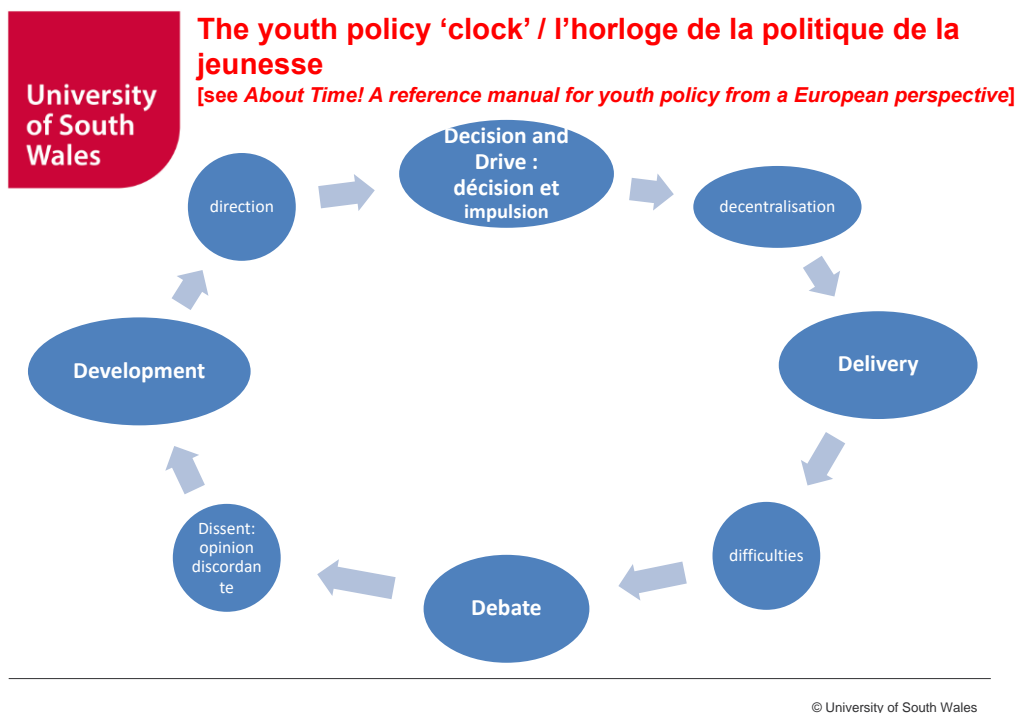 University
of South
Wales
The youth policy ‘clock’ / l’horloge de la politique de la
jeunesse
[see About Time! A reference manual for youth policy from a European perspective]
Decision and
Drive :
décision et
impulsion
direction
decentralisation
Development
Delivery
Dissent:
opinion
discordan
te
difficulties
Debate
© University of South Wales